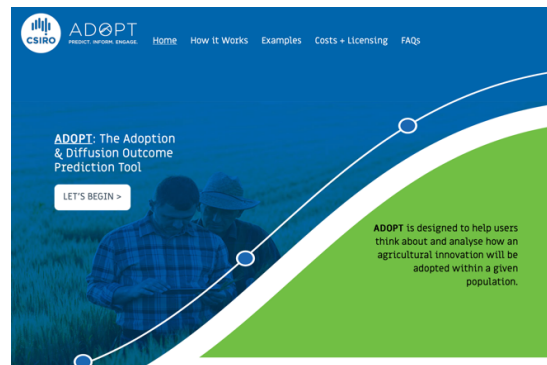 CSIRO
ADOPT
PREDICT. INFORM. ENGAGE.
Home How it Works Examples Costs + Licensing FAQs
ADOPT: The Adoption
& Diffusion Outcome
Prediction Tool
LET'S BEGIN >
ADOPT is designed to help users
think about and analyse how an
agricultural innovation will be
adopted within a given
population.